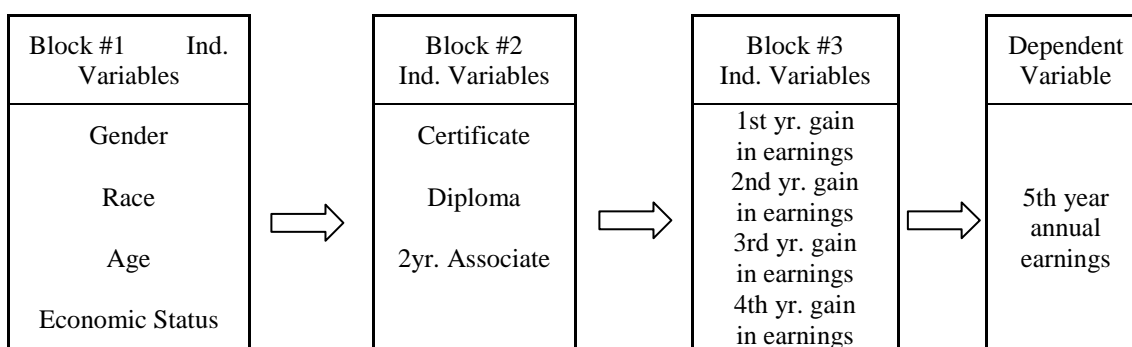 Block #1 Ind.
Variables
Gender
Race
Age
Economic Status
Block #2
Ind. Variables
Certificate
Diploma
2yr. Associate
Block #3
Ind. Variables
1st yr. gain
in earnings
2nd yr. gain
in earnings
3rd yr. gain
in earnings
4th yr. gain
in earnings
Dependent
Variable
5th year
annual
earnings